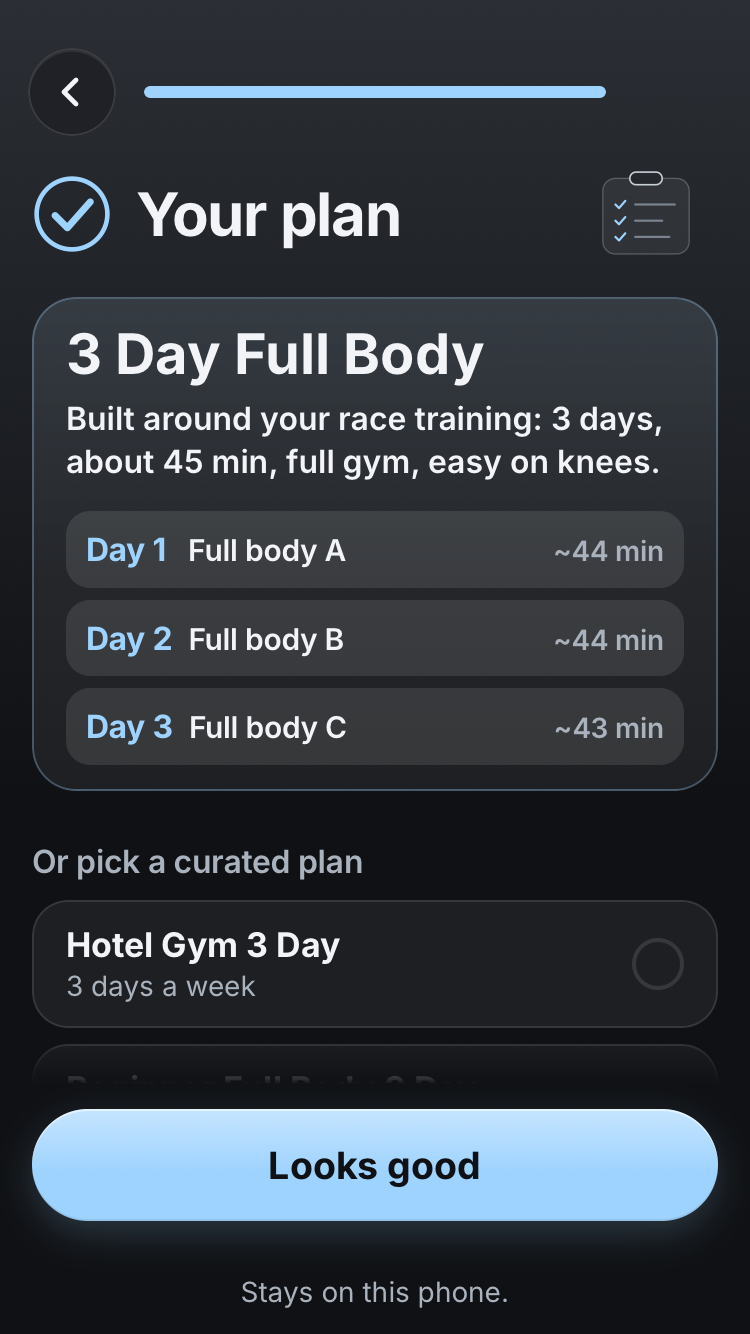 Your plan
3 Day Full Body
Built around your race training: 3 days,
about 45 min, full gym, easy on knees.
Day 1 Full body A ~44 min
Day 2 Full body B ~44 min
Day 3 Full body C ~43 min
Or pick a curated plan
Hotel Gym 3 Day
3 days a week
Looks good
Stays on this phone.